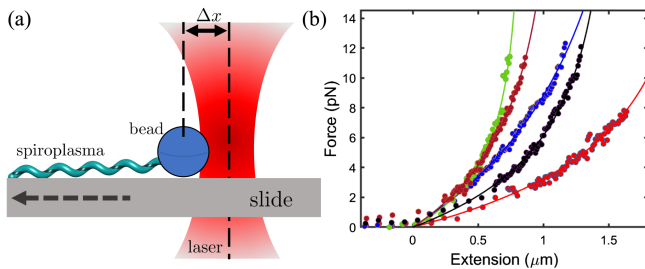 (a)
Δx
bead
spiroplasma
slide
laser
(b)
14
12
10
8
6
4
2
0
Force (pN)
0
0.5
1
1.5
Extension (μm)